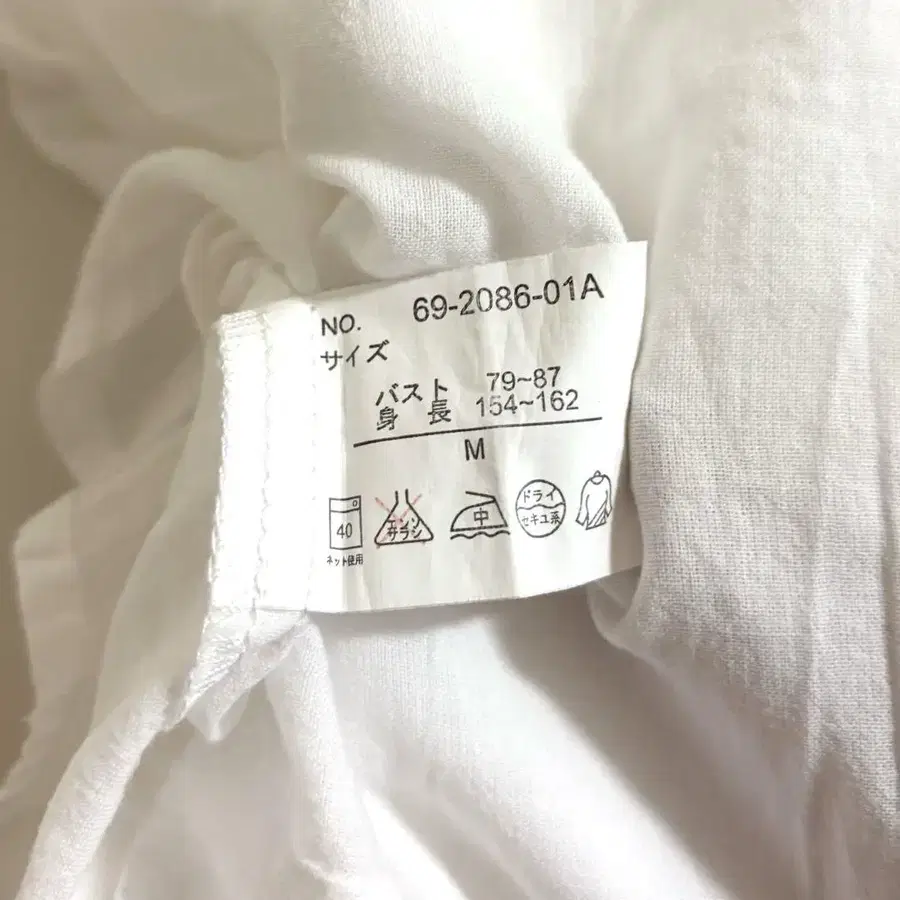 NO. 69-2086-01A
サイズ
バスト 79~87
身 長 154~162
M
40
エンソ
サラシ
中
ドライ
セキユ系
ネット使用